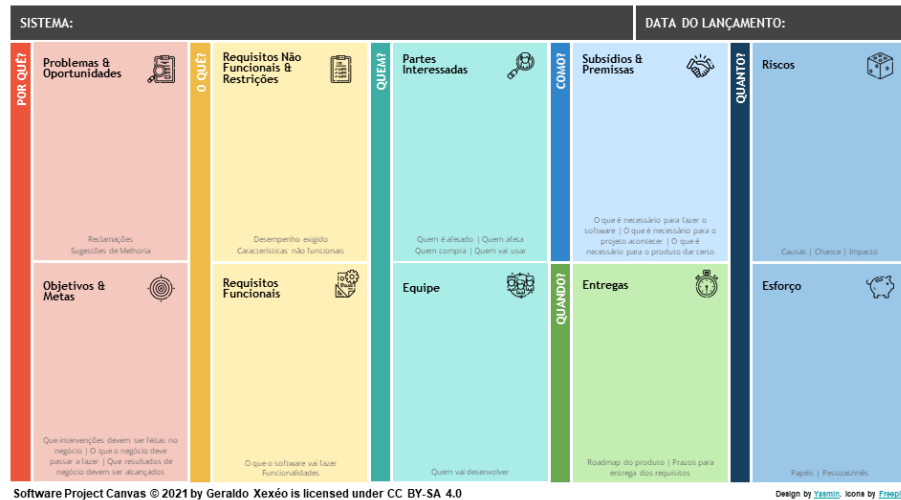 SISTEMA:
DATA DO LANÇAMENTO:
POR QUÊ?
Problemas &
Oportunidades
Reclamações
Sugestões de Melhoria
Objetivos &
Metas
Que intervenções devem ser feitas no
negócio | O que o negócio deve
passar a fazer | Que resultados de
negócio devem ser alcançados
O QUÊ?
Requisitos Não
Funcionais &
Restrições
Desempenho exigido
Características não funcionais
Requisitos
Funcionais
O que o software vai fazer
Funcionalidades
QUEM?
Partes
Interessadas
Quem é afetado | Quem afeta
Quem compra | Quem vai usar
Equipe
Quem vai desenvolver
COMO?
Subsídios &
Premissas
O que é necessário para fazer o
software | O que é necessário para o
projeto acontecer | O que é
necessário para o produto dar certo
QUANDO?
Entregas
Roadmap do produto | Prazos para
entrega dos requisitos
QUANTO?
Riscos
Causas | Chance | Impacto
Esforço
Papéis | Pessoas/mês
Software Project Canvas © 2021 by Geraldo Xexéo is licensed under CC BY-SA 4.0
Design by Yasmin. Icons by Freepi